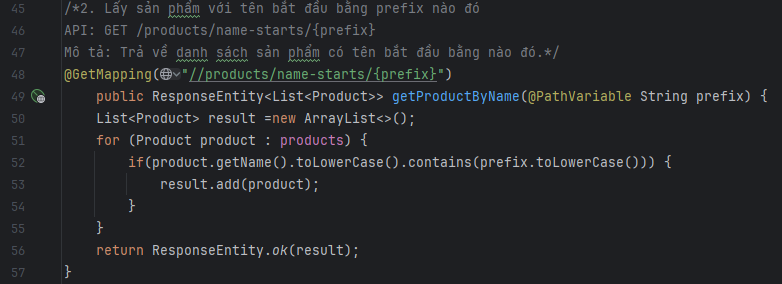 45 /*2. Lấy sản phẩm với tên bắt đầu bằng prefix nào đó
46 API: GET /products/name-starts/{prefix}
47 Mô tả: Trả về danh sách sản phẩm có tên bắt đầu bằng nào đó.*/
48 @GetMapping("//products/name-starts/{prefix}")
49 public ResponseEntity<List<Product>> getProductByName(@PathVariable String prefix) {
50 List<Product> result =new ArrayList<>();
51 for (Product product : products) {
52 if(product.getName().toLowerCase().contains(prefix.toLowerCase())) {
53 result.add(product);
54 }
55 }
56 return ResponseEntity.ok(result);
57 }